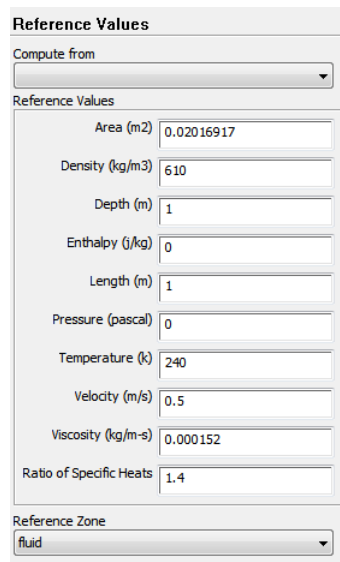 Reference Values
Compute from
Reference Values
Area (m2) 0.02016917
Density (kg/m3) 610
Depth (m) 1
Enthalpy (j/kg) 0
Length (m) 1
Pressure (pascal) 0
Temperature (k) 240
Velocity (m/s) 0.5
Viscosity (kg/m-s) 0.000152
Ratio of Specific Heats 1.4
Reference Zone
fluid